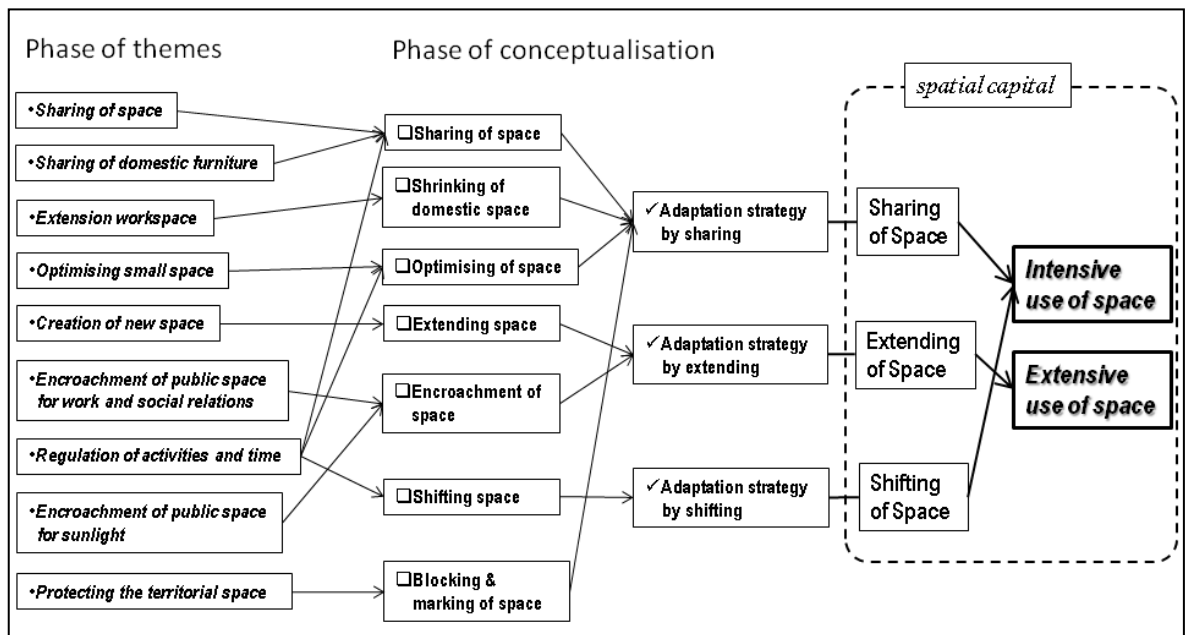 Phase of themes
•Sharing of space
•Sharing of domestic furniture
•Extension workspace
•Optimising small space
•Creation of new space
•Encroachment of public space
for work and social relations
•Regulation of activities and time
•Encroachment of public space
for sunlight
•Protecting the territorial space
Phase of conceptualisation
❑Sharing of space
❑Shrinking of
domestic space
❑Optimising of space
❑Extending space
❑Encroachment of
space
❑Shifting space
❑Blocking &
marking of space
✓Adaptation strategy
by sharing
✓Adaptation strategy
by extending
✓Adaptation strategy
by shifting
spatial capital
Sharing
of Space
Extending
of Space
Shifting
of Space
Intensive
use of space
Extensive
use of space